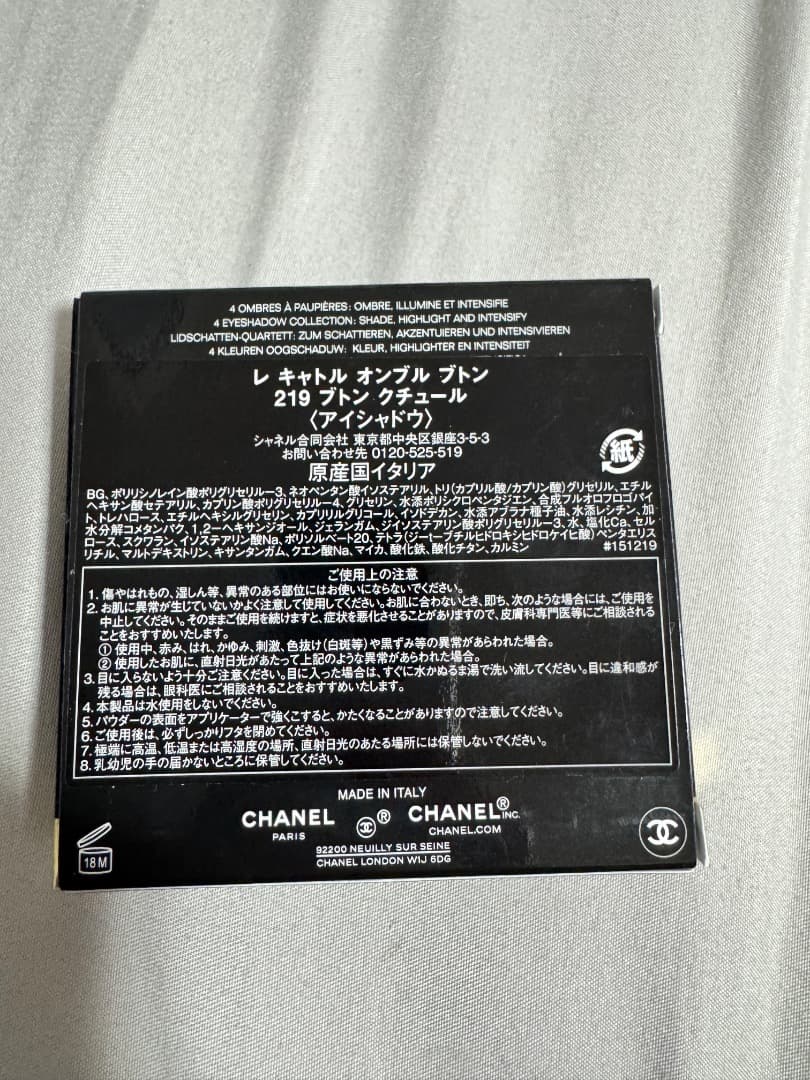 4 OMBRES À PAUPIÈRES: OMBRE, ILLUMINE ET INTENSIFIE
4 EYESHADOW COLLECTION: SHADE, HIGHLIGHT AND INTENSIFY
LIDSCHATTEN-QUARTETT: ZUM SCHATTIEREN, AKZENTUIEREN UND INTENSIVIEREN
4 KLEUREN OOGSCHADUW: KLEUR, HIGHLIGHTER EN INTENSITEIT
レ キャトル オンブル ブトン
219 ブトン クチュール
〈アイシャドウ〉
シャネル合同会社 東京都中央区銀座3-5-3
お問い合わせ先 0120-525-519
原産国イタリア
紙
BG、ポリリシノレイン酸ポリグリセリル-3、ネオペンタン酸イソステアリル、トリ(カプリル酸/カプリン酸)グリセリル、エチル
ヘキサン酸セテアリル、カプリン酸ポリグリセリル-4、グリセリン、水添ポリシクロペンタジエン、合成フルオロフロゴパイ
ト、トレハロース、エチルヘキシルグリセリン、カプリリルグリコール、イソドデカン、水添アブラナ種子油、水添レシチン、加
水分解コメタンパク、1,2-ヘキサンジオール、ジェランガム、ジイソステアリン酸ポリグリセリル-3、水、塩化Ca、セル
ロース、スクワラン、イソステアリン酸Na、ポリソルベート20、テトラ(ジ-t-ブチルヒドロキシヒドロケイヒ酸)ペンタエリス
リチル、マルトデキストリン、キサンタンガム、クエン酸Na、マイカ、酸化鉄、酸化チタン、カルミン #151219
ご使用上の注意
1. 傷やはれもの、湿しん等、異常のある部位にはお使いにならないでください。
2. お肌に異常が生じていないかよく注意して使用してください。お肌に合わないとき、即ち、次のような場合には、ご使用を
中止してください。そのままご使用を続けますと、症状を悪化させることがありますので、皮膚科専門医等にご相談される
ことをおすすめいたします。
① 使用中、赤み、はれ、かゆみ、刺激、色抜け(白斑等)や黒ずみ等の異常があらわれた場合。
② 使用したお肌に、直射日光があたって上記のような異常があらわれた場合。
3. 目に入らないよう十分ご注意ください。目に入った場合は、すぐに水かぬるま湯で洗い流してください。目に違和感が
残る場合は、眼科医にご相談されることをおすすめいたします。
4. 本製品は水使用をしないでください。
5. パウダーの表面をアプリケーターで強くこすると、かたくなることがありますので注意してください。
6. ご使用後は、必ずしっかりフタを閉めてください。
7. 極端に高温、低温または高湿度の場所、直射日光のあたる場所には保管しないでください。
8. 乳幼児の手の届かないところに保管してください。
MADE IN ITALY
CHANEL ® CHANEL® INC.
PARIS CHANEL.COM
92200 NEUILLY SUR SEINE
CHANEL LONDON W1J 6DG
18 M